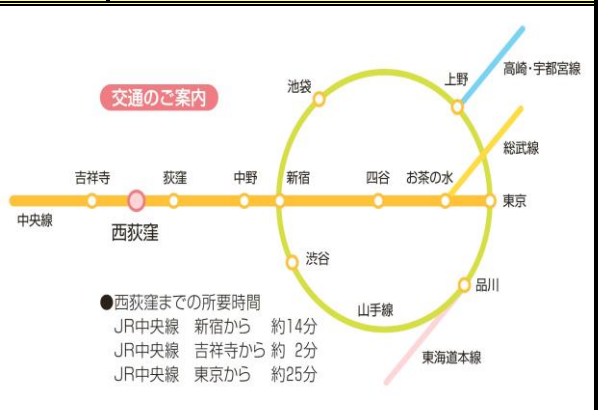 交通のご案内
池袋
上野
高崎・宇都宮線
総武線
吉祥寺
荻窪
中野
新宿
四谷
お茶の水
東京
中央線
西荻窪
渋谷
品川
山手線
東海道本線
●西荻窪までの所要時間
JR中央線 新宿から 約14分
JR中央線 吉祥寺から 約 2分
JR中央線 東京から 約25分